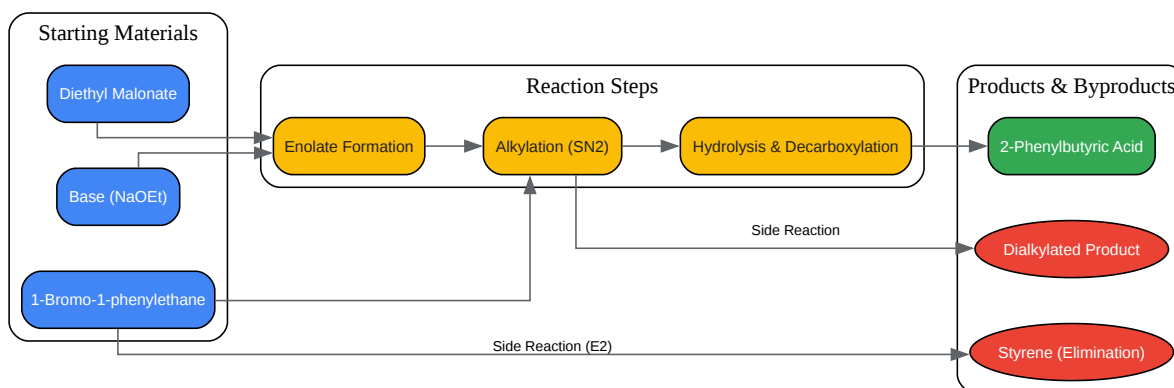 Starting Materials
Diethyl Malonate
Base (NaOEt)
1-Bromo-1-phenylethane
Reaction Steps
Enolate Formation
Alkylation (SN2)
Hydrolysis & Decarboxylation
Side Reaction
Side Reaction (E2)
Products & Byproducts
2-Phenylbutyric Acid
Dialkylated Product
Styrene (Elimination)